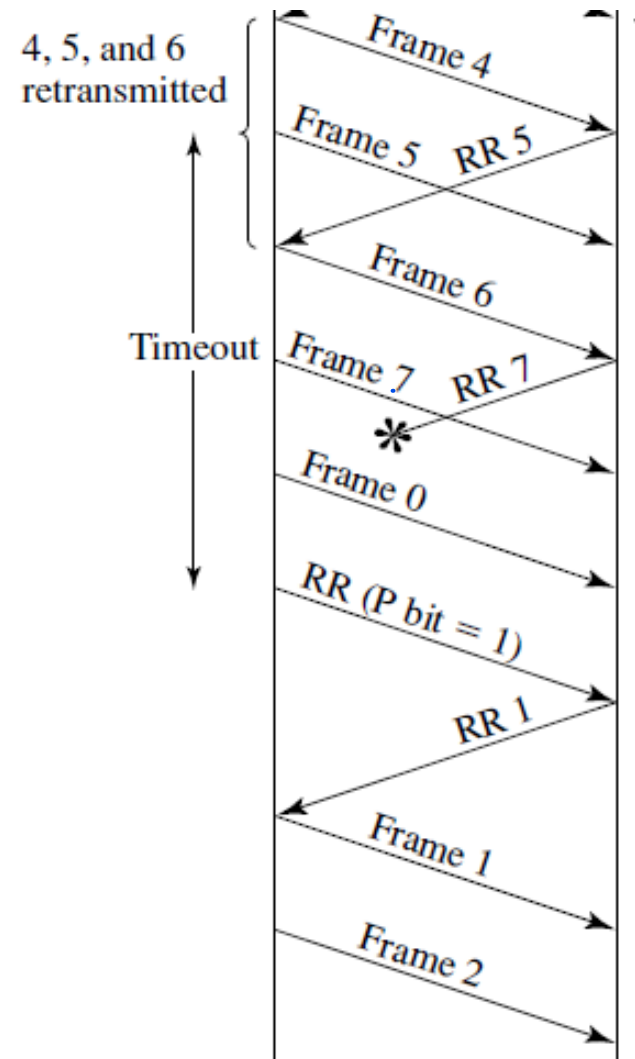 4, 5, and 6
retransmitted
Frame 4
Frame 5
RR 5
Frame 6
Timeout
Frame 7
RR 7
*
Frame 0
RR (P bit = 1)
RR 1
Frame 1
Frame 2